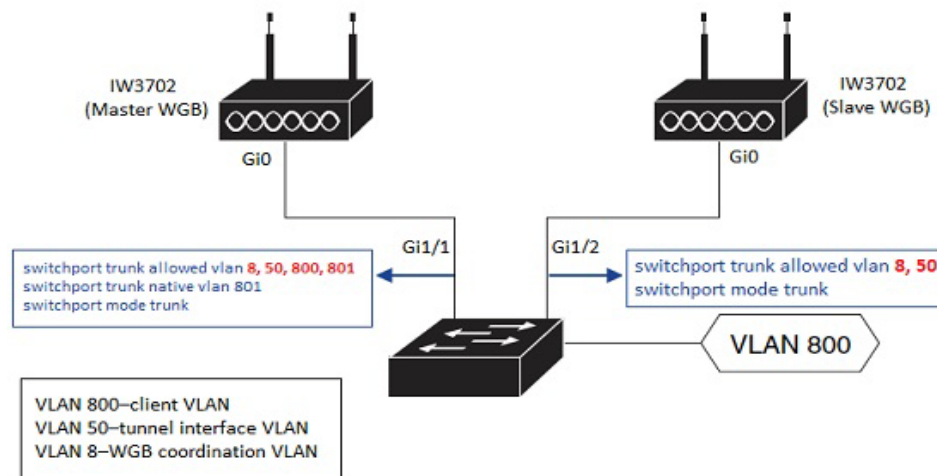 IW3702
(Master WGB)
IW3702
(Slave WGB)
Gi0
Gi0
Gi1/1
Gi1/2
switchport trunk allowed vlan 8, 50, 800, 801
switchport trunk native vlan 801
switchport mode trunk
switchport trunk allowed vlan 8, 50
switchport mode trunk
VLAN 800
VLAN 800–client VLAN
VLAN 50–tunnel interface VLAN
VLAN 8–WGB coordination VLAN